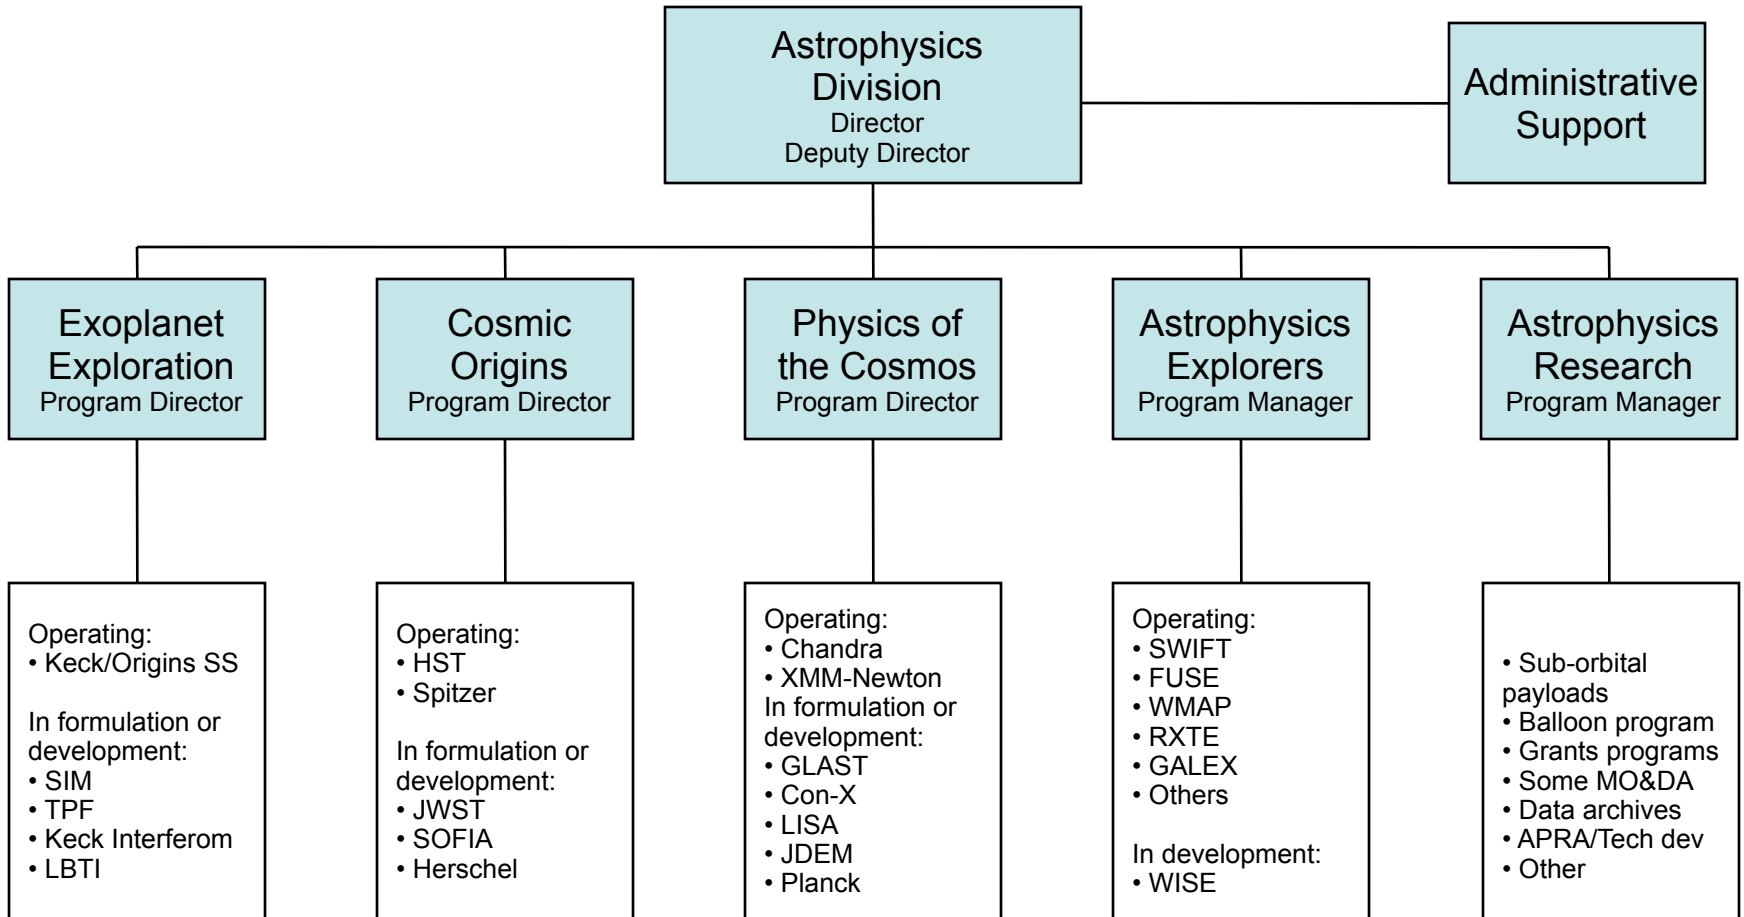 Astrophysics
Division
Director
Deputy Director
Administrative
Support
Exoplanet
Exploration
Program Director
Cosmic
Origins
Program Director
Physics of
the Cosmos
Program Director
Astrophysics
Explorers
Program Manager
Astrophysics
Research
Program Manager
Operating:
• Keck/Origins SS
In formulation or
development:
• SIM
• TPF
• Keck Interferom
• LBTI
Operating:
• HST
• Spitzer
In formulation or
development:
• JWST
• SOFIA
• Herschel
Operating:
• Chandra
• XMM-Newton
In formulation or
development:
• GLAST
• Con-X
• LISA
• JDEM
• Planck
Operating:
• SWIFT
• FUSE
• WMAP
• RXTE
• GALEX
• Others
In development:
• WISE
• Sub-orbital
payloads
• Balloon program
• Grants programs
• Some MO&DA
• Data archives
• APRA/Tech dev
• Other